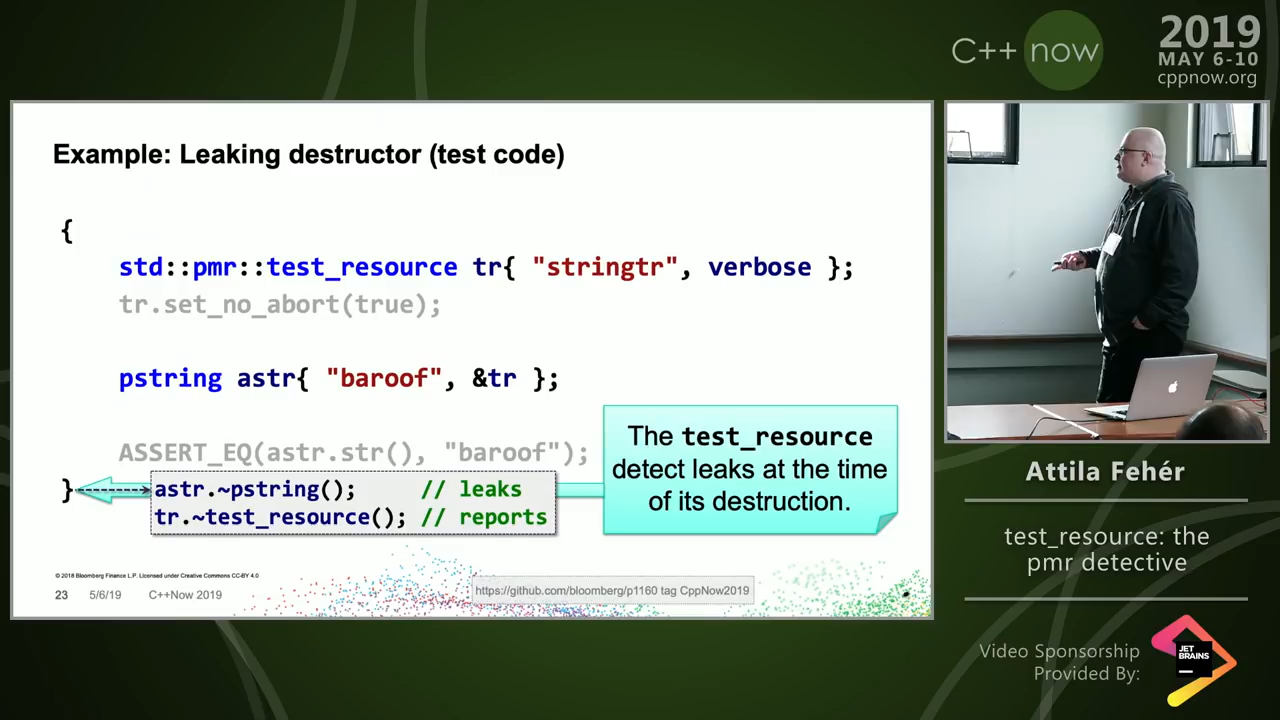 C++ now
2019
MAY 6-10
cppnow.org
Example: Leaking destructor (test code)
{
std::pmr::test_resource tr{ "stringtr", verbose };
tr.set_no_abort(true);
pstring astr{ "baroof", &tr };
ASSERT_EQ(astr.str(), "baroof");
}
astr.~pstring(); // leaks
tr.~test_resource(); // reports
The test_resource
detect leaks at the time
of its destruction.
© 2018 Bloomberg Finance L.P. Licensed under Creative Commons CC-BY 4.0
23 5/6/19 C++Now 2019
https://github.com/bloomberg/p1160 tag CppNow2019
Attila Fehér
test_resource: the
pmr detective
Video Sponsorship
Provided By:
JET
BRAINS